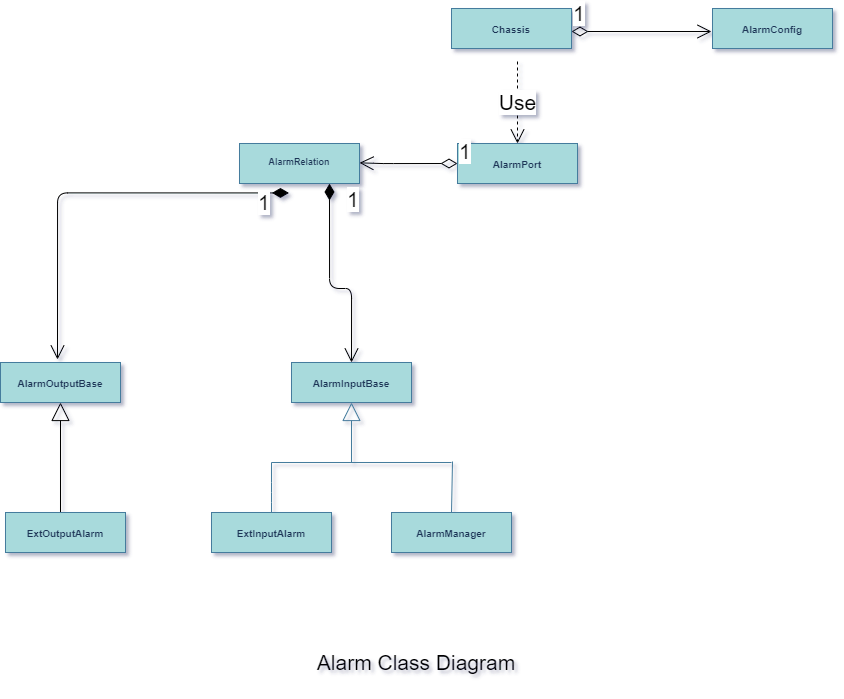 1
Chassis
AlarmConfig
Use
1
AlarmRelation
AlarmPort
1
1
AlarmOutputBase
AlarmInputBase
ExtOutputAlarm
ExtInputAlarm
AlarmManager
Alarm Class Diagram